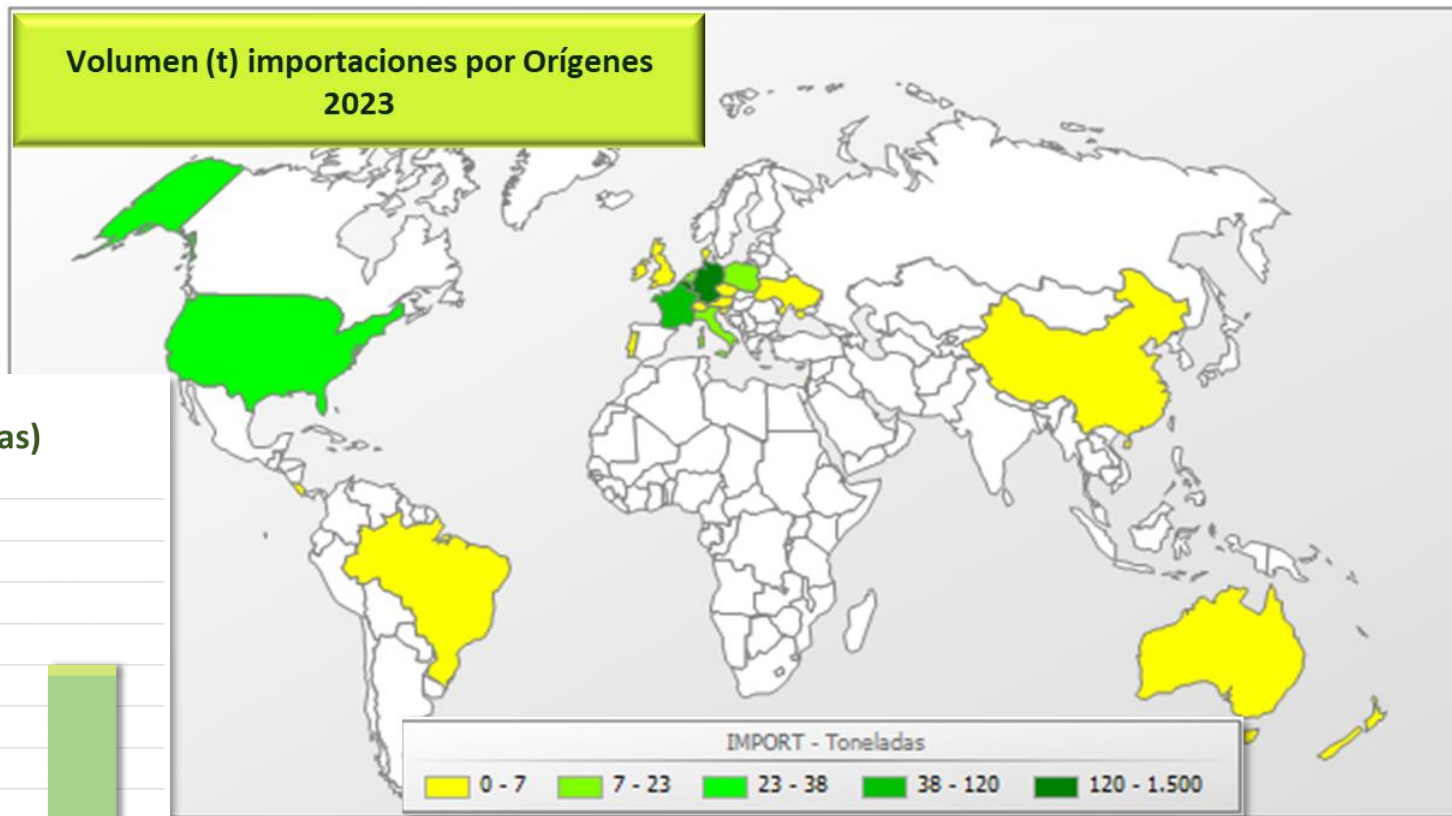 Volumen (t) importaciones por Orígenes
2023
as)
IMPORT - Toneladas
0 - 7
7 - 23
23 - 38
38 - 120
120 - 1.500